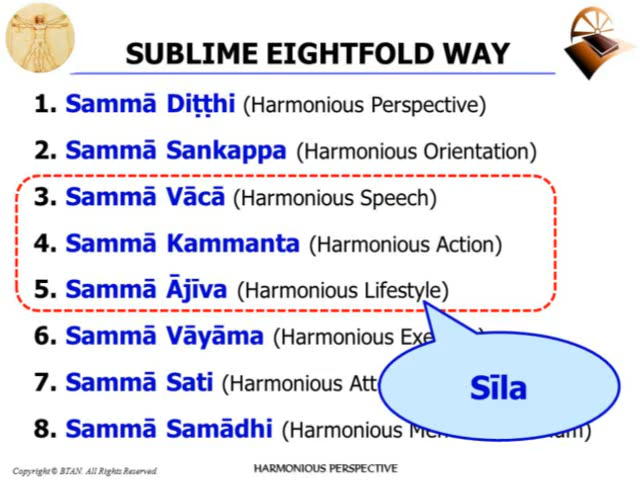 SUBLIME EIGHTFOLD WAY
1. Sammā Diṭṭhi (Harmonious Perspective)
2. Sammā Sankappa (Harmonious Orientation)
3. Sammā Vācā (Harmonious Speech)
4. Sammā Kammanta (Harmonious Action)
5. Sammā Ājīva (Harmonious Lifestyle)
6. Sammā Vāyāma (Harmonious
7. Sammā Sati (Harmonious
Sīla
8. Sammā Samādhi (Harmonious
Copyright © BTAN. All Rights Reserved.
HARMONIOUS PERSPECTIVE